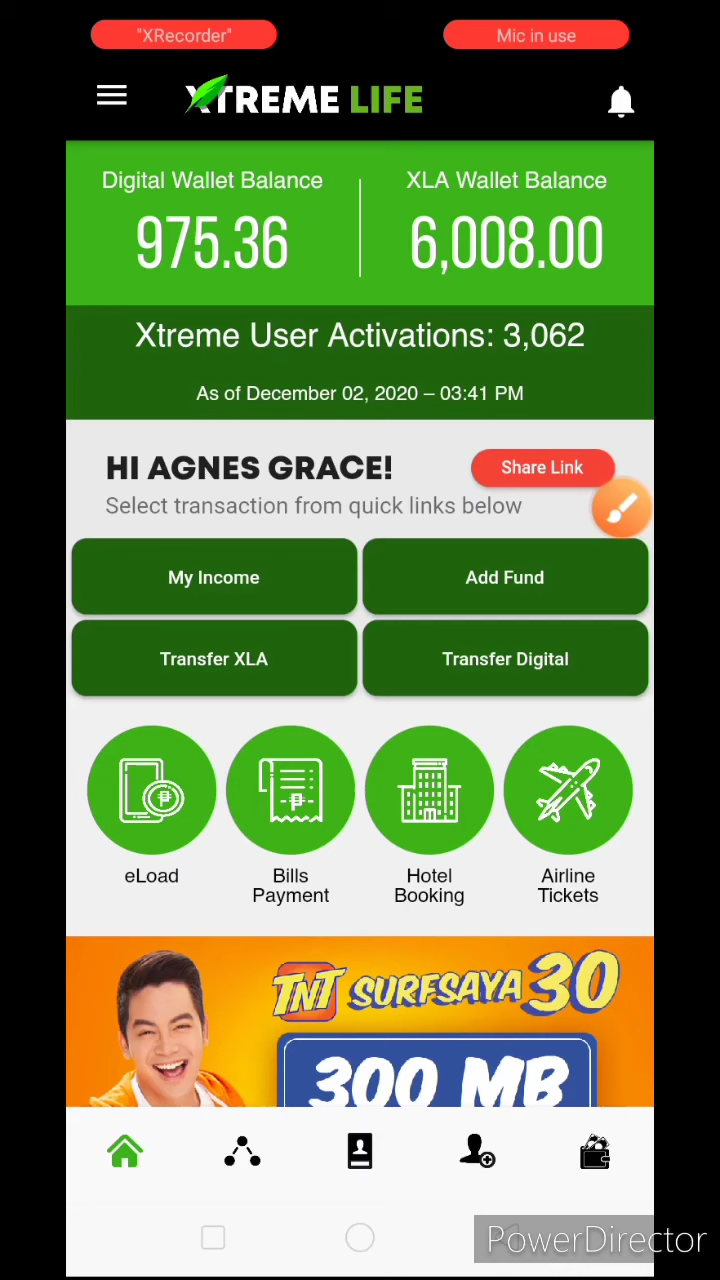 "XRecorder"
Mic in use
XTREME LIFE
Digital Wallet Balance
XLA Wallet Balance
975.36
6,008.00
Xtreme User Activations: 3,062
As of December 02, 2020 – 03:41 PM
HI AGNES GRACE!
Share Link
Select transaction from quick links below
My Income
Add Fund
Transfer XLA
Transfer Digital
eLoad
Bills
Payment
Hotel
Booking
Airline
Tickets
TNT SURFSAYA 30
300 MB
PowerDirector